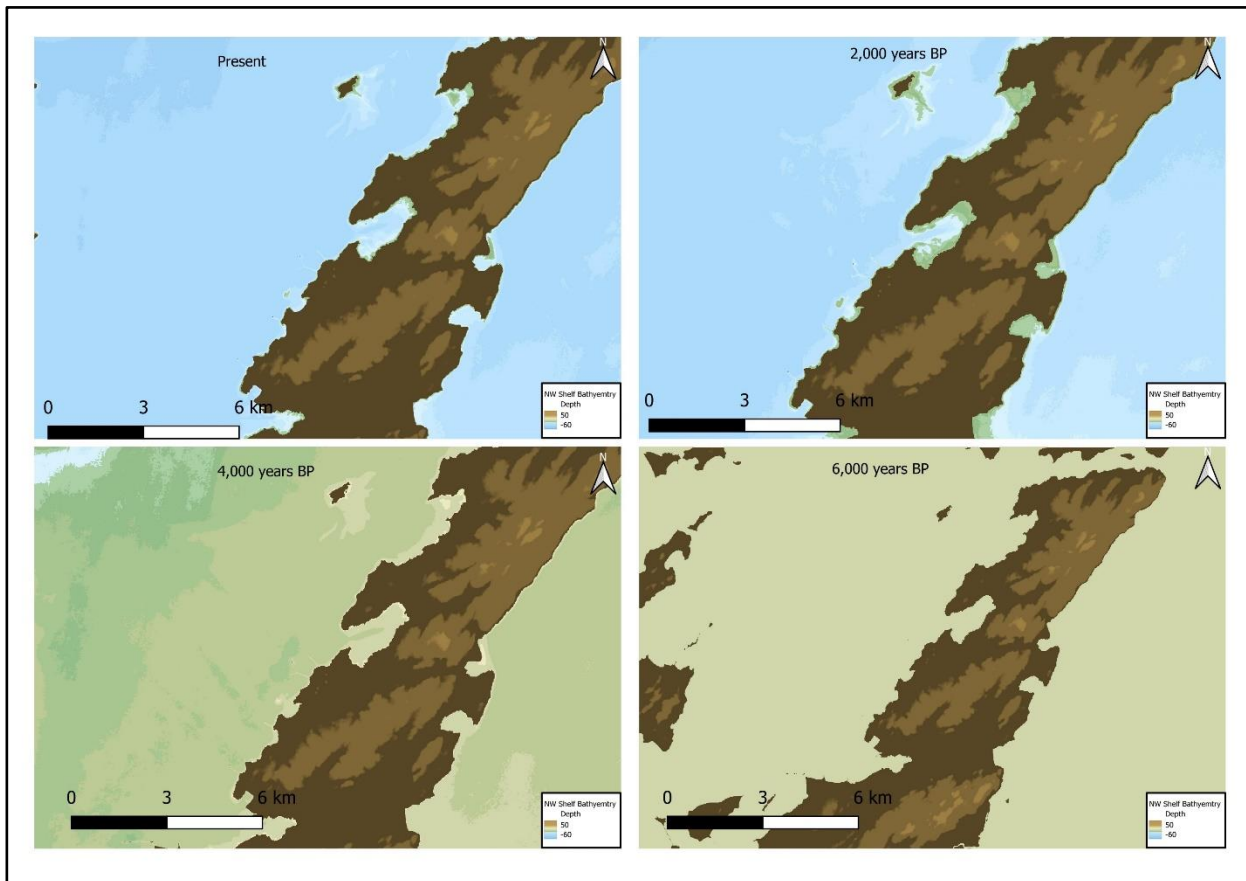 Present
N
0 3 6 km
NW Shelf Bathyemtry
Depth
50
-60
2,000 years BP
N
0 3 6 km
NW Shelf Bathyemtry
Depth
50
-60
4,000 years BP
N
0 3 6 km
NW Shelf Bathyemtry
Depth
50
-60
6,000 years BP
N
0 3 6 km
NW Shelf Bathyemtry
Depth
50
-60